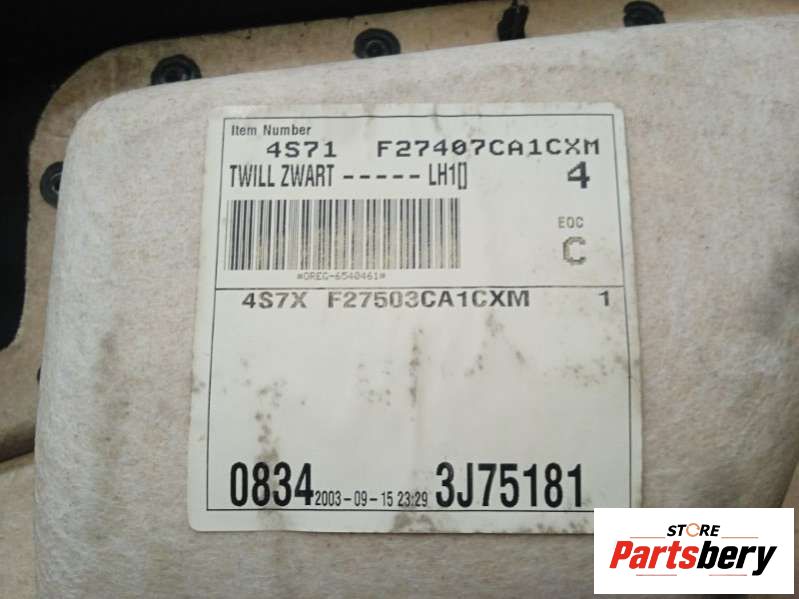 Item Number
4S71 F27407CA1CXM
TWILL ZWART ----- LH1[] 4
EQC
C
*OREG-6540461*
4S7X F27503CA1CXM 1
0834 2003-09-15 23:29 3J75181
STORE
Partsbery